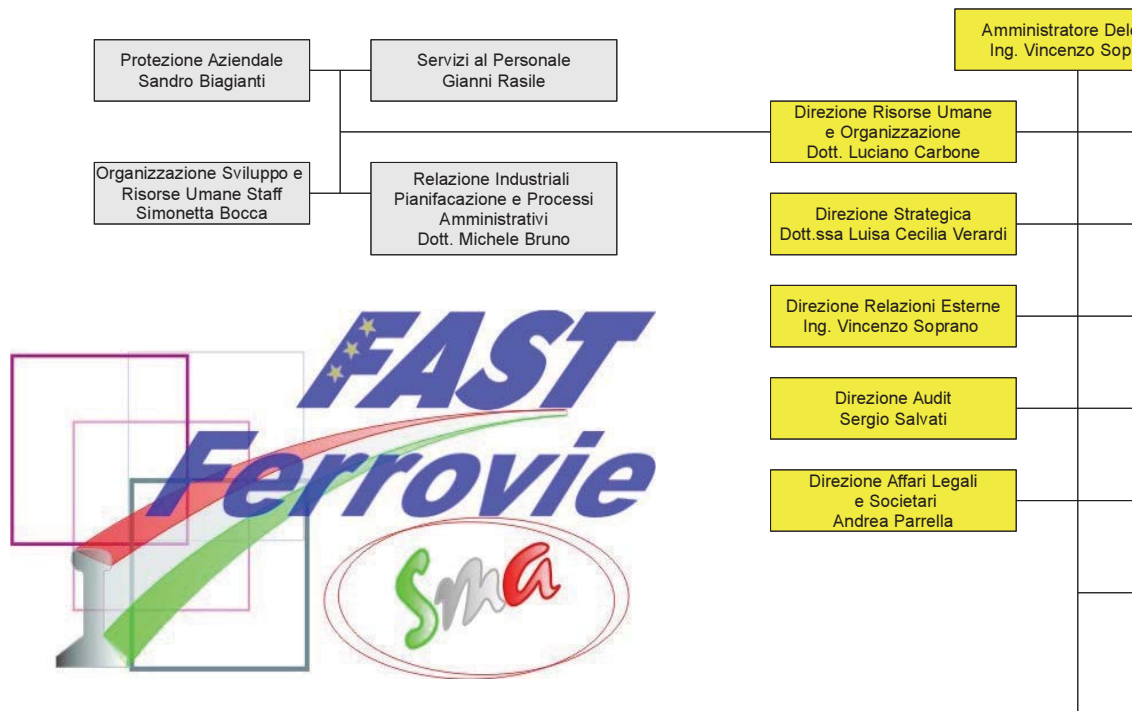 Protezione Aziendale
Sandro Biagianti
Servizi al Personale
Gianni Rasile
Organizzazione Sviluppo e
Risorse Umane Staff
Simonetta Bocca
Relazione Industriali
Pianifacazione e Processi
Amministrativi
Dott. Michele Bruno
Amministratore Dele
Ing. Vincenzo Sop
Direzione Risorse Umane
e Organizzazione
Dott. Luciano Carbone
Direzione Strategica
Dott.ssa Luisa Cecilia Verardi
Direzione Relazioni Esterne
Ing. Vincenzo Soprano
Direzione Audit
Sergio Salvati
Direzione Affari Legali
e Societari
Andrea Parrella
FAST
Ferrovie
Sma